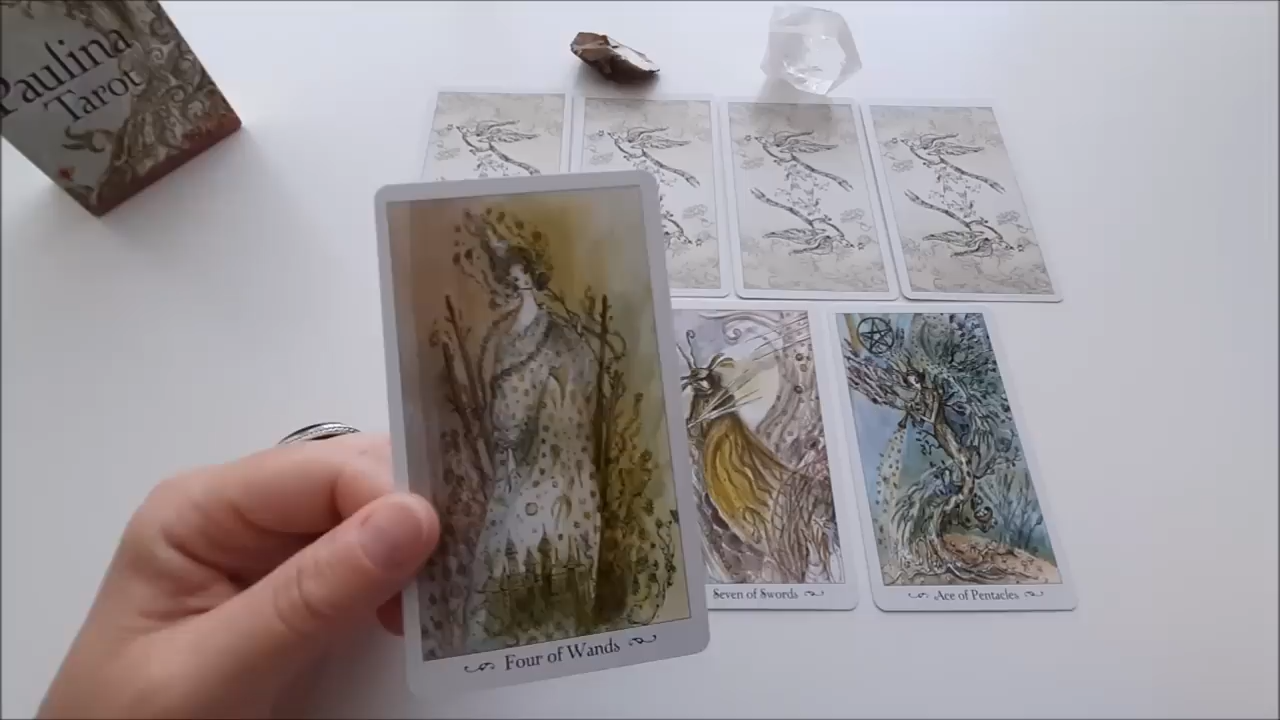 Paulina
Tarot
Four of Wands
Seven of Swords
Ace of Pentacles